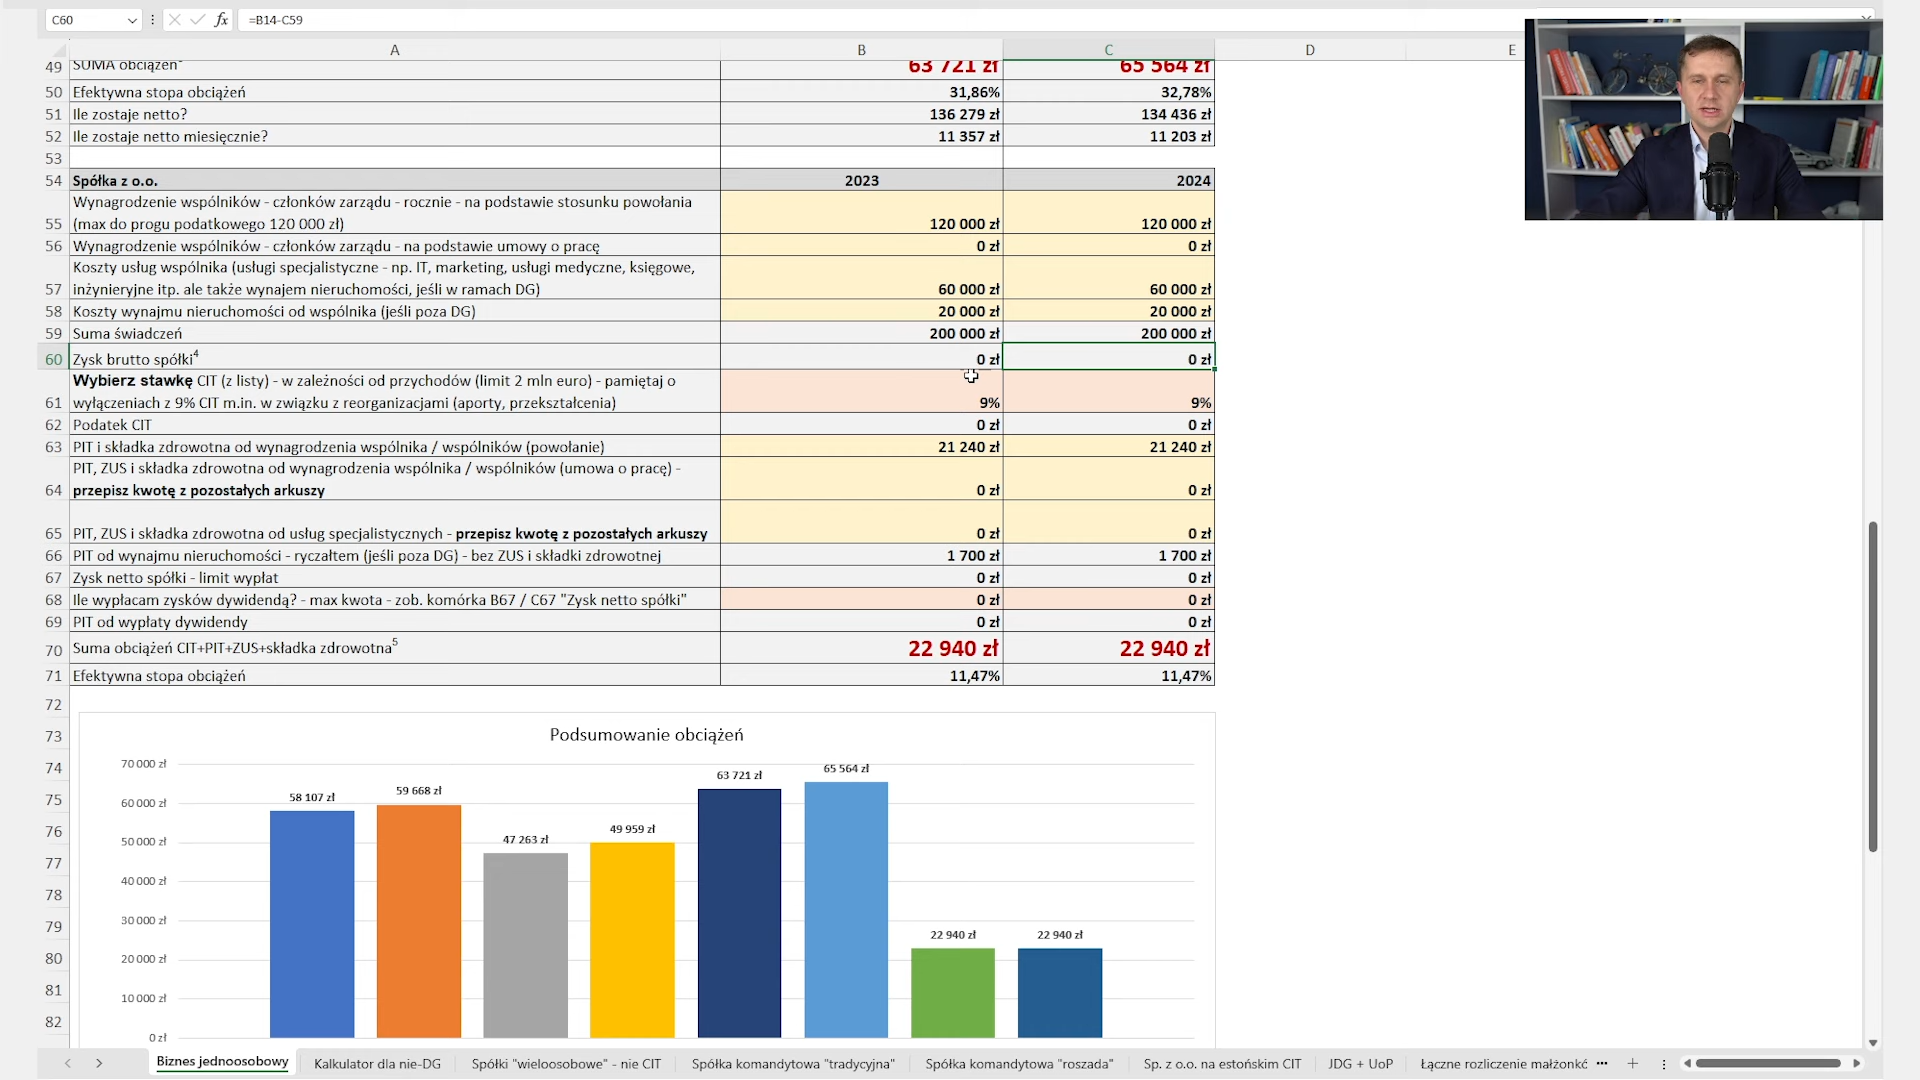 C60 fx =B14-C59
A B C D E
49 SUMA obciążeń 63 721 zł 65 564 zł
50 Efektywna stopa obciążeń 31,86% 32,78%
51 Ile zostaje netto? 136 279 zł 134 436 zł
52 Ile zostaje netto miesięcznie? 11 357 zł 11 203 zł
53
54 Spółka z o.o. 2023 2024
Wynagrodzenie wspólników - członków zarządu - rocznie - na podstawie stosunku powołania
55 (max do progu podatkowego 120 000 zł) 120 000 zł 120 000 zł
56 Wynagrodzenie wspólników - członków zarządu - na podstawie umowy o pracę 0 zł 0 zł
Koszty usług wspólnika (usługi specjalistyczne - np. IT, marketing, usługi medyczne, księgowe,
57 inżynieryjne itp. ale także wynajem nieruchomości, jeśli w ramach DG) 60 000 zł 60 000 zł
58 Koszty wynajmu nieruchomości od wspólnika (jeśli poza DG) 20 000 zł 20 000 zł
59 Suma świadczeń 200 000 zł 200 000 zł
60 Zysk brutto spółki4 0 zł 0 zł
Wybierz stawkę CIT (z listy) - w zależności od przychodów (limit 2 mln euro) - pamiętaj o
61 wyłączeniach z 9% CIT m.in. w związku z reorganizacjami (aporty, przekształcenia) 9% 9%
62 Podatek CIT 0 zł 0 zł
63 PIT i składka zdrowotna od wynagrodzenia wspólnika / wspólników (powołanie) 21 240 zł 21 240 zł
PIT, ZUS i składka zdrowotna od wynagrodzenia wspólnika / wspólników (umowa o pracę) -
64 przepisz kwotę z pozostałych arkuszy 0 zł 0 zł
65 PIT, ZUS i składka zdrowotna od usług specjalistycznych - przepisz kwotę z pozostałych arkuszy 0 zł 0 zł
66 PIT od wynajmu nieruchomości - ryczałtem (jeśli poza DG) - bez ZUS i składki zdrowotnej 1 700 zł 1 700 zł
67 Zysk netto spółki - limit wypłat 0 zł 0 zł
68 Ile wypłacam zysków dywidendą? - max kwota - zob. komórka B67 / C67 "Zysk netto spółki" 0 zł 0 zł
69 PIT od wypłaty dywidendy 0 zł 0 zł
70 Suma obciążeń CIT+PIT+ZUS+składka zdrowotna5 22 940 zł 22 940 zł
71 Efektywna stopa obciążeń 11,47% 11,47%
72
73 Podsumowanie obciążeń
74 70 000 zł 63 721 zł 65 564 zł
58 107 zł 59 668 zł
75 60 000 zł
76 47 263 zł 49 959 zł
50 000 zł
77
78 40 000 zł
79 30 000 zł
22 940 zł 22 940 zł
80 20 000 zł
81 10 000 zł
82
0 zł
Biznes jednoosobowy Kalkulator dla nie-DG Spółki "wieloosobowe" - nie CIT Spółka komandytowa "tradycyjna" Spółka komandytowa "roszada" Sp. z o.o. na estońskim CIT JDG + UoP Łączne rozliczenie małżonkó ...